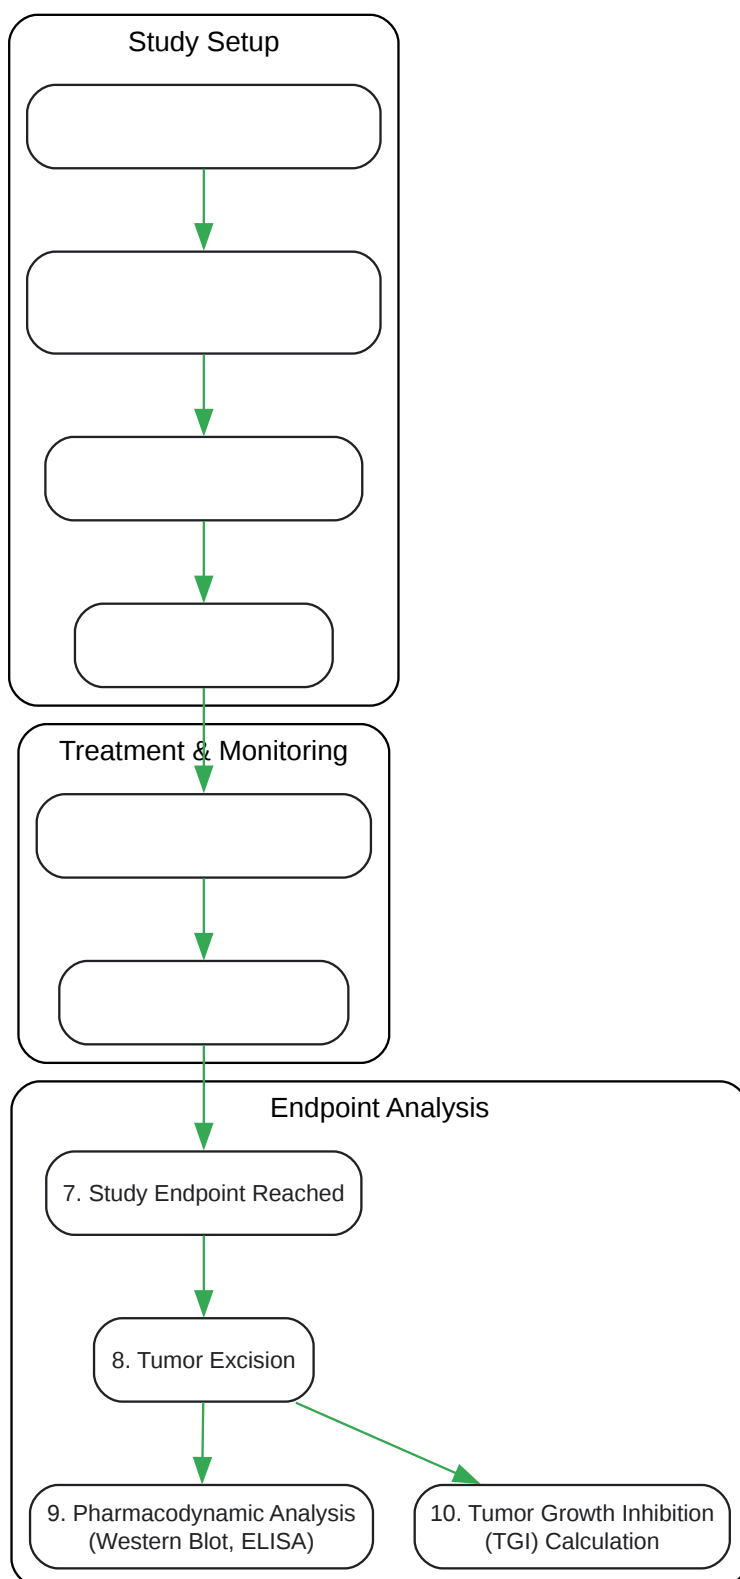 Study Setup
Treatment & Monitoring
Endpoint Analysis
7. Study Endpoint Reached
8. Tumor Excision
9. Pharmacodynamic Analysis
(Western Blot, ELISA)
10. Tumor Growth Inhibition
(TGI) Calculation